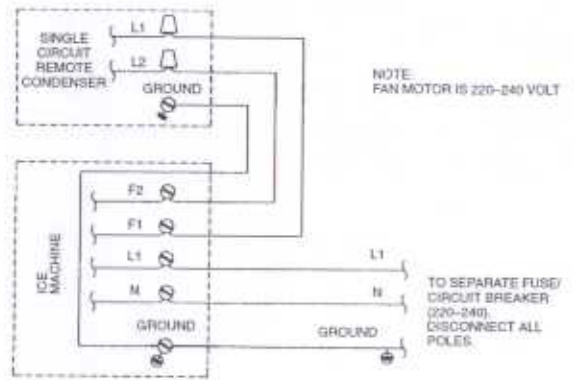 SINGLE
CIRCUIT
REMOTE
CONDENSER
L1
L2
GROUND
NOTE:
FAN MOTOR IS 220–240 VOLT
ICE
MACHINE
F2
F1
L1
N
GROUND
L1
N
GROUND
TO SEPARATE FUSE/
CIRCUIT BREAKER
(220–240).
DISCONNECT ALL
POLES.